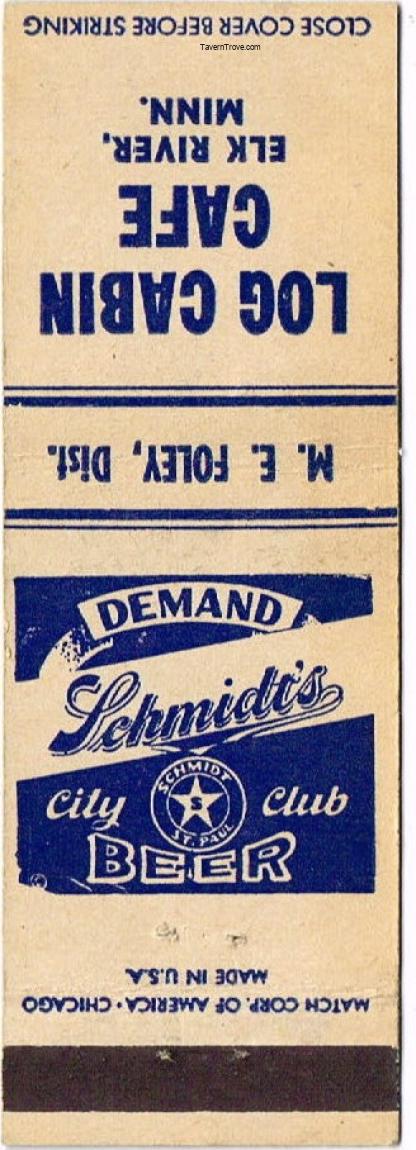 CLOSE COVER BEFORE STRIKING
TavernTrove.com
LOG CABIN
CAFE
ELK RIVER,
MINN.
M. E. FOLEY, Dist.
DEMAND
Schmidt's
City Club
SCHMIDT
S
ST. PAUL
BEER
©
MATCH CORP. OF AMERICA • CHICAGO
MADE IN U.S.A.